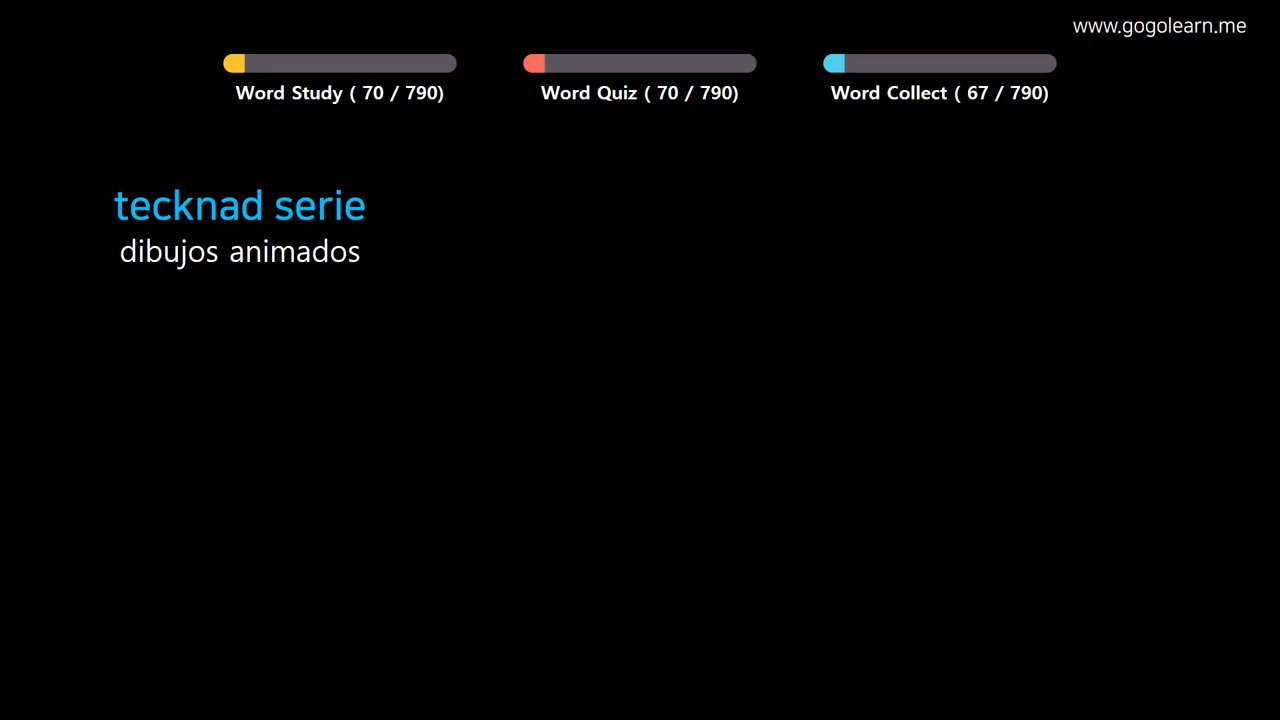 www.gogolearn.me
Word Study ( 70 / 790)
Word Quiz ( 70 / 790)
Word Collect ( 67 / 790)
tecknad serie
dibujos animados